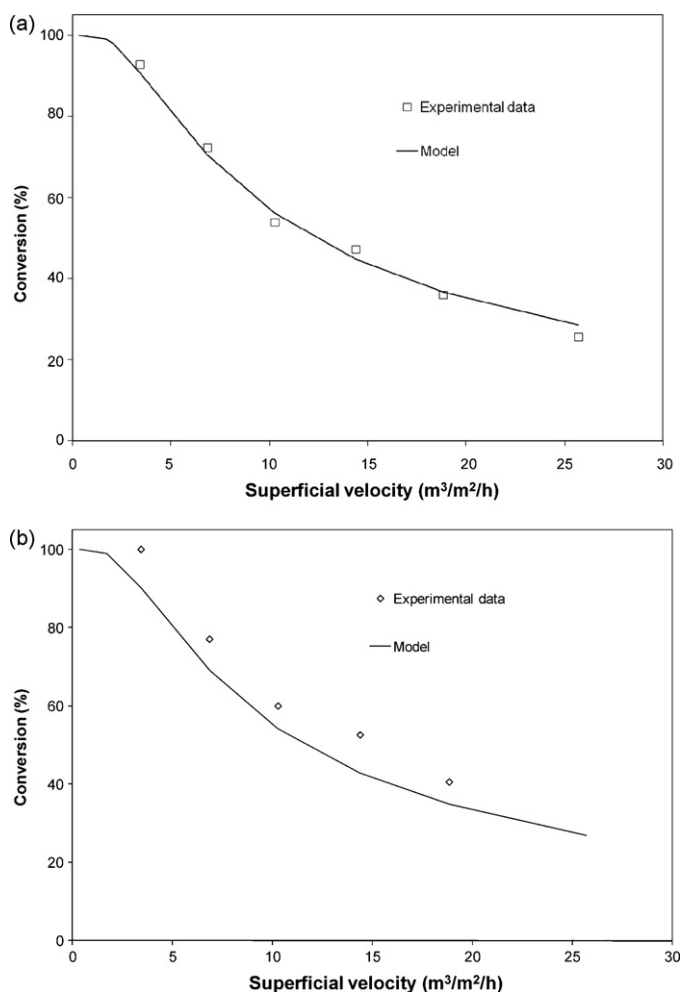 (a)
100
80
60
40
20
0
Conversion (%)
Experimental data
Model
0 5 10 15 20 25 30
Superficial velocity (m³/m²/h)
(b)
100
80
60
40
20
0
Conversion (%)
Experimental data
Model
0 5 10 15 20 25 30
Superficial velocity (m³/m²/h)